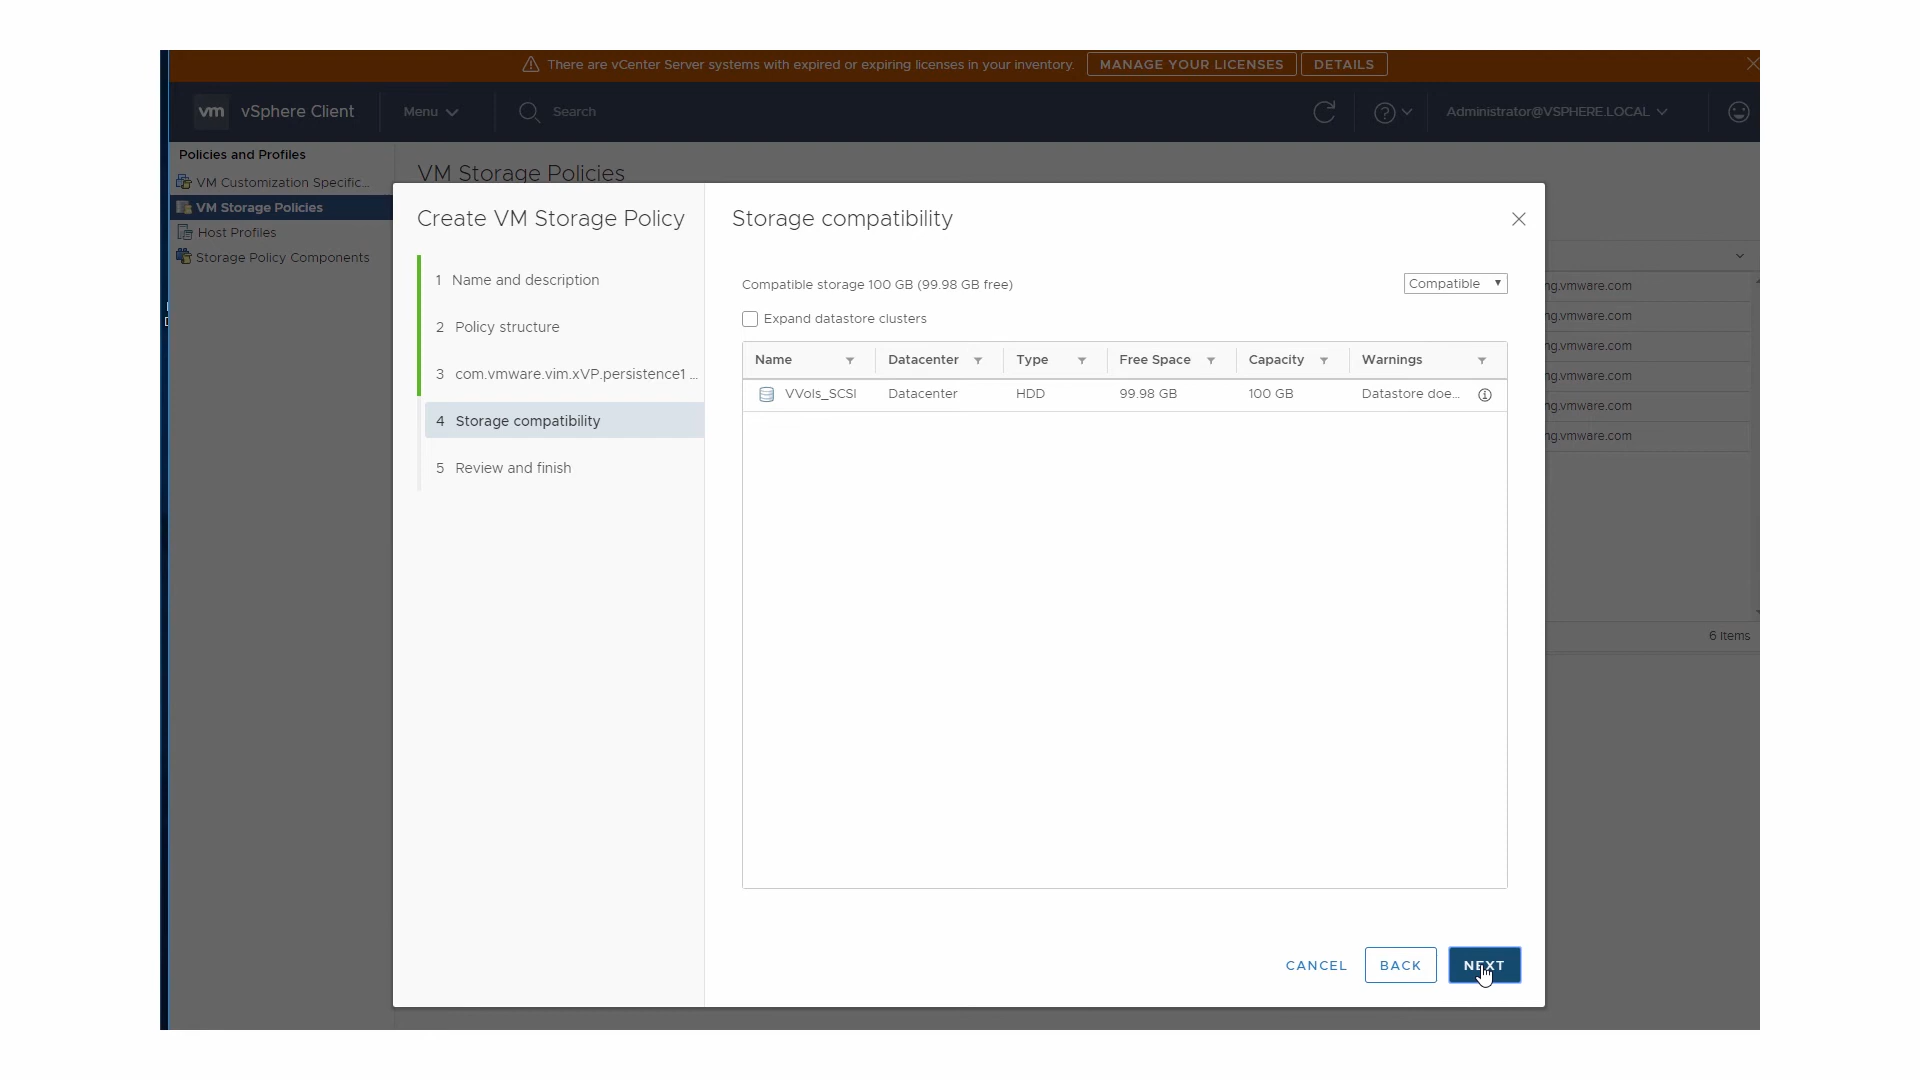 There are vCenter Server systems with expired or expiring licenses in your inventory. MANAGE YOUR LICENSES DETAILS
vm vSphere Client Menu Search Administrator@VSPHERE.LOCAL
Policies and Profiles
VM Customization Specific...
VM Storage Policies
Host Profiles
Storage Policy Components
VM Storage Policies
Create VM Storage Policy
1 Name and description
2 Policy structure
3 com.vmware.vim.xVP.persistence1 ...
4 Storage compatibility
5 Review and finish
Storage compatibility
Compatible storage 100 GB (99.98 GB free) Compatible
Expand datastore clusters
Name Datacenter Type Free Space Capacity Warnings
VVols_SCSI Datacenter HDD 99.98 GB 100 GB Datastore doe...
CANCEL BACK NEXT
ng.vmware.com
ng.vmware.com
ng.vmware.com
ng.vmware.com
ng.vmware.com
ng.vmware.com
6 items